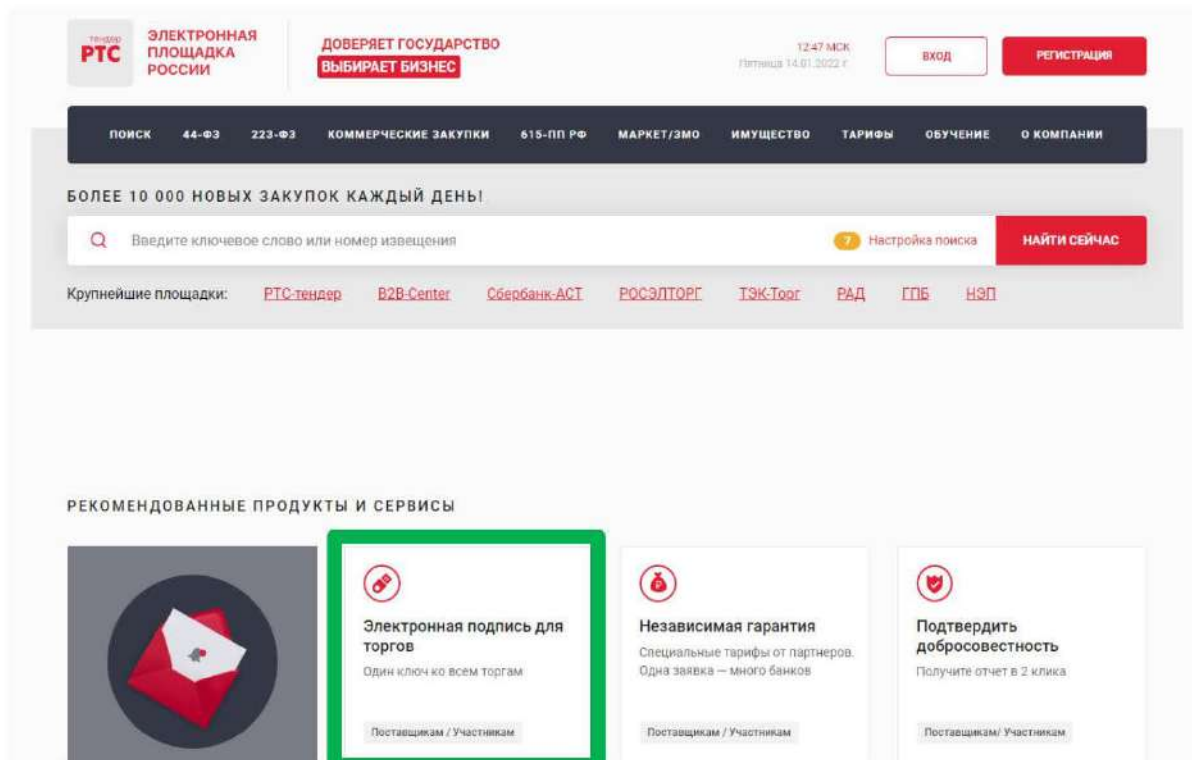 тендер
РТС
ЭЛЕКТРОННАЯ
ПЛОЩАДКА
РОССИИ
ДОВЕРЯЕТ ГОСУДАРСТВО
ВЫБИРАЕТ БИЗНЕС
12:47 МСК
Пятница 14.01.2022 г.
ВХОД
РЕГИСТРАЦИЯ
ПОИСК 44-ФЗ 223-ФЗ КОММЕРЧЕСКИЕ ЗАКУПКИ 615-ПП РФ МАРКЕТ/ЗМО ИМУЩЕСТВО ТАРИФЫ ОБУЧЕНИЕ О КОМПАНИИ
БОЛЕЕ 10 000 НОВЫХ ЗАКУПОК КАЖДЫЙ ДЕНЬ!
Введите ключевое слово или номер извещения
7 Настройка поиска
НАЙТИ СЕЙЧАС
Крупнейшие площадки: РТС-тендер B2B-Center Сбербанк-АСТ РОСЭЛТОРГ ТЭК-Торг РАД ГПБ НЭП
РЕКОМЕНДОВАННЫЕ ПРОДУКТЫ И СЕРВИСЫ
Электронная подпись для
торгов
Один ключ ко всем торгам
Поставщикам / Участникам
Независимая гарантия
Специальные тарифы от партнеров.
Одна заявка — много банков
Поставщикам / Участникам
Подтвердить
добросовестность
Получите отчет в 2 клика
Поставщикам/ Участникам